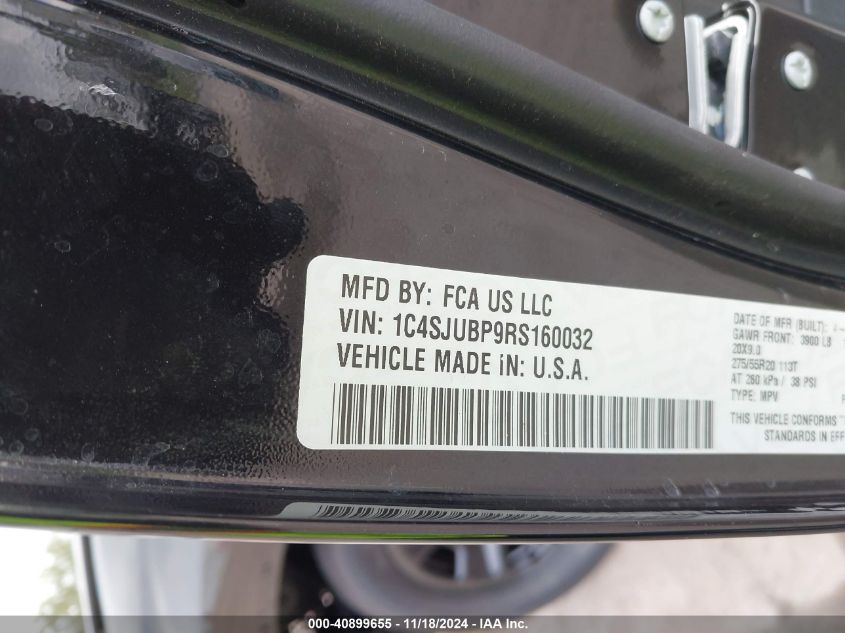 MFD BY: FCA US LLC
VIN: 1C4SJUBP9RS160032
VEHICLE MADE iN: U.S.A.
DATE OF MFR (BUILT): 4-
GAWR FRONT: 3900 LB
20X9.0
275/55R20 113T
AT 260 kPa / 38 PSI
TYPE: MPV
THIS VEHICLE CONFORMS
STANDARDS IN EFF
000-40899655 - 11/18/2024 - IAA Inc.